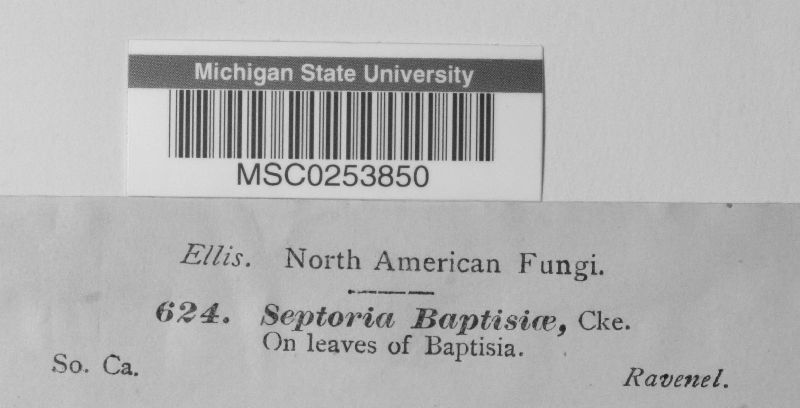 Michigan State University
MSC0253850
Ellis. North American Fungi.
624. Septoria Baptisiæ, Cke.
On leaves of Baptisia.
So. Ca.
Ravenel.